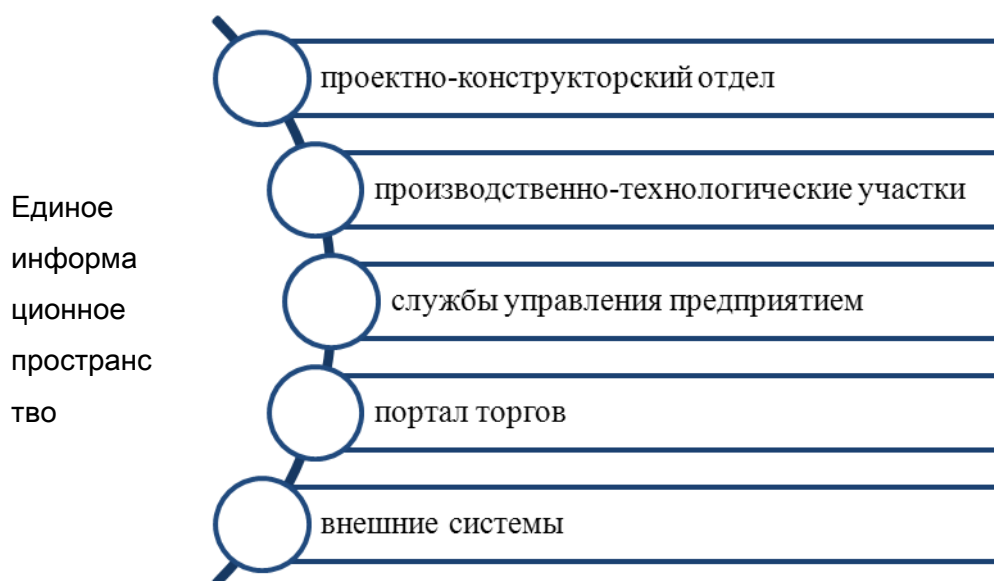 Единое
информа
ционное
пространс
тво
проектно-конструкторский отдел
производственно-технологические участки
службы управления предприятием
портал торгов
внешние системы